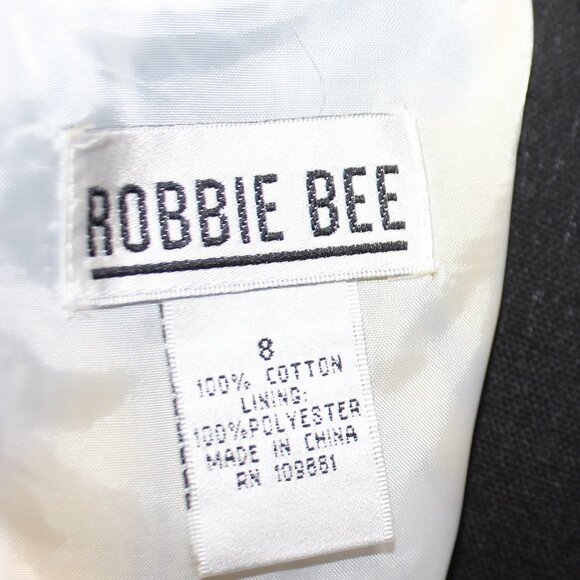 ROBBIE BEE
8
100% COTTON
LINING:
100%POLYESTER
MADE IN CHINA
RN 109881